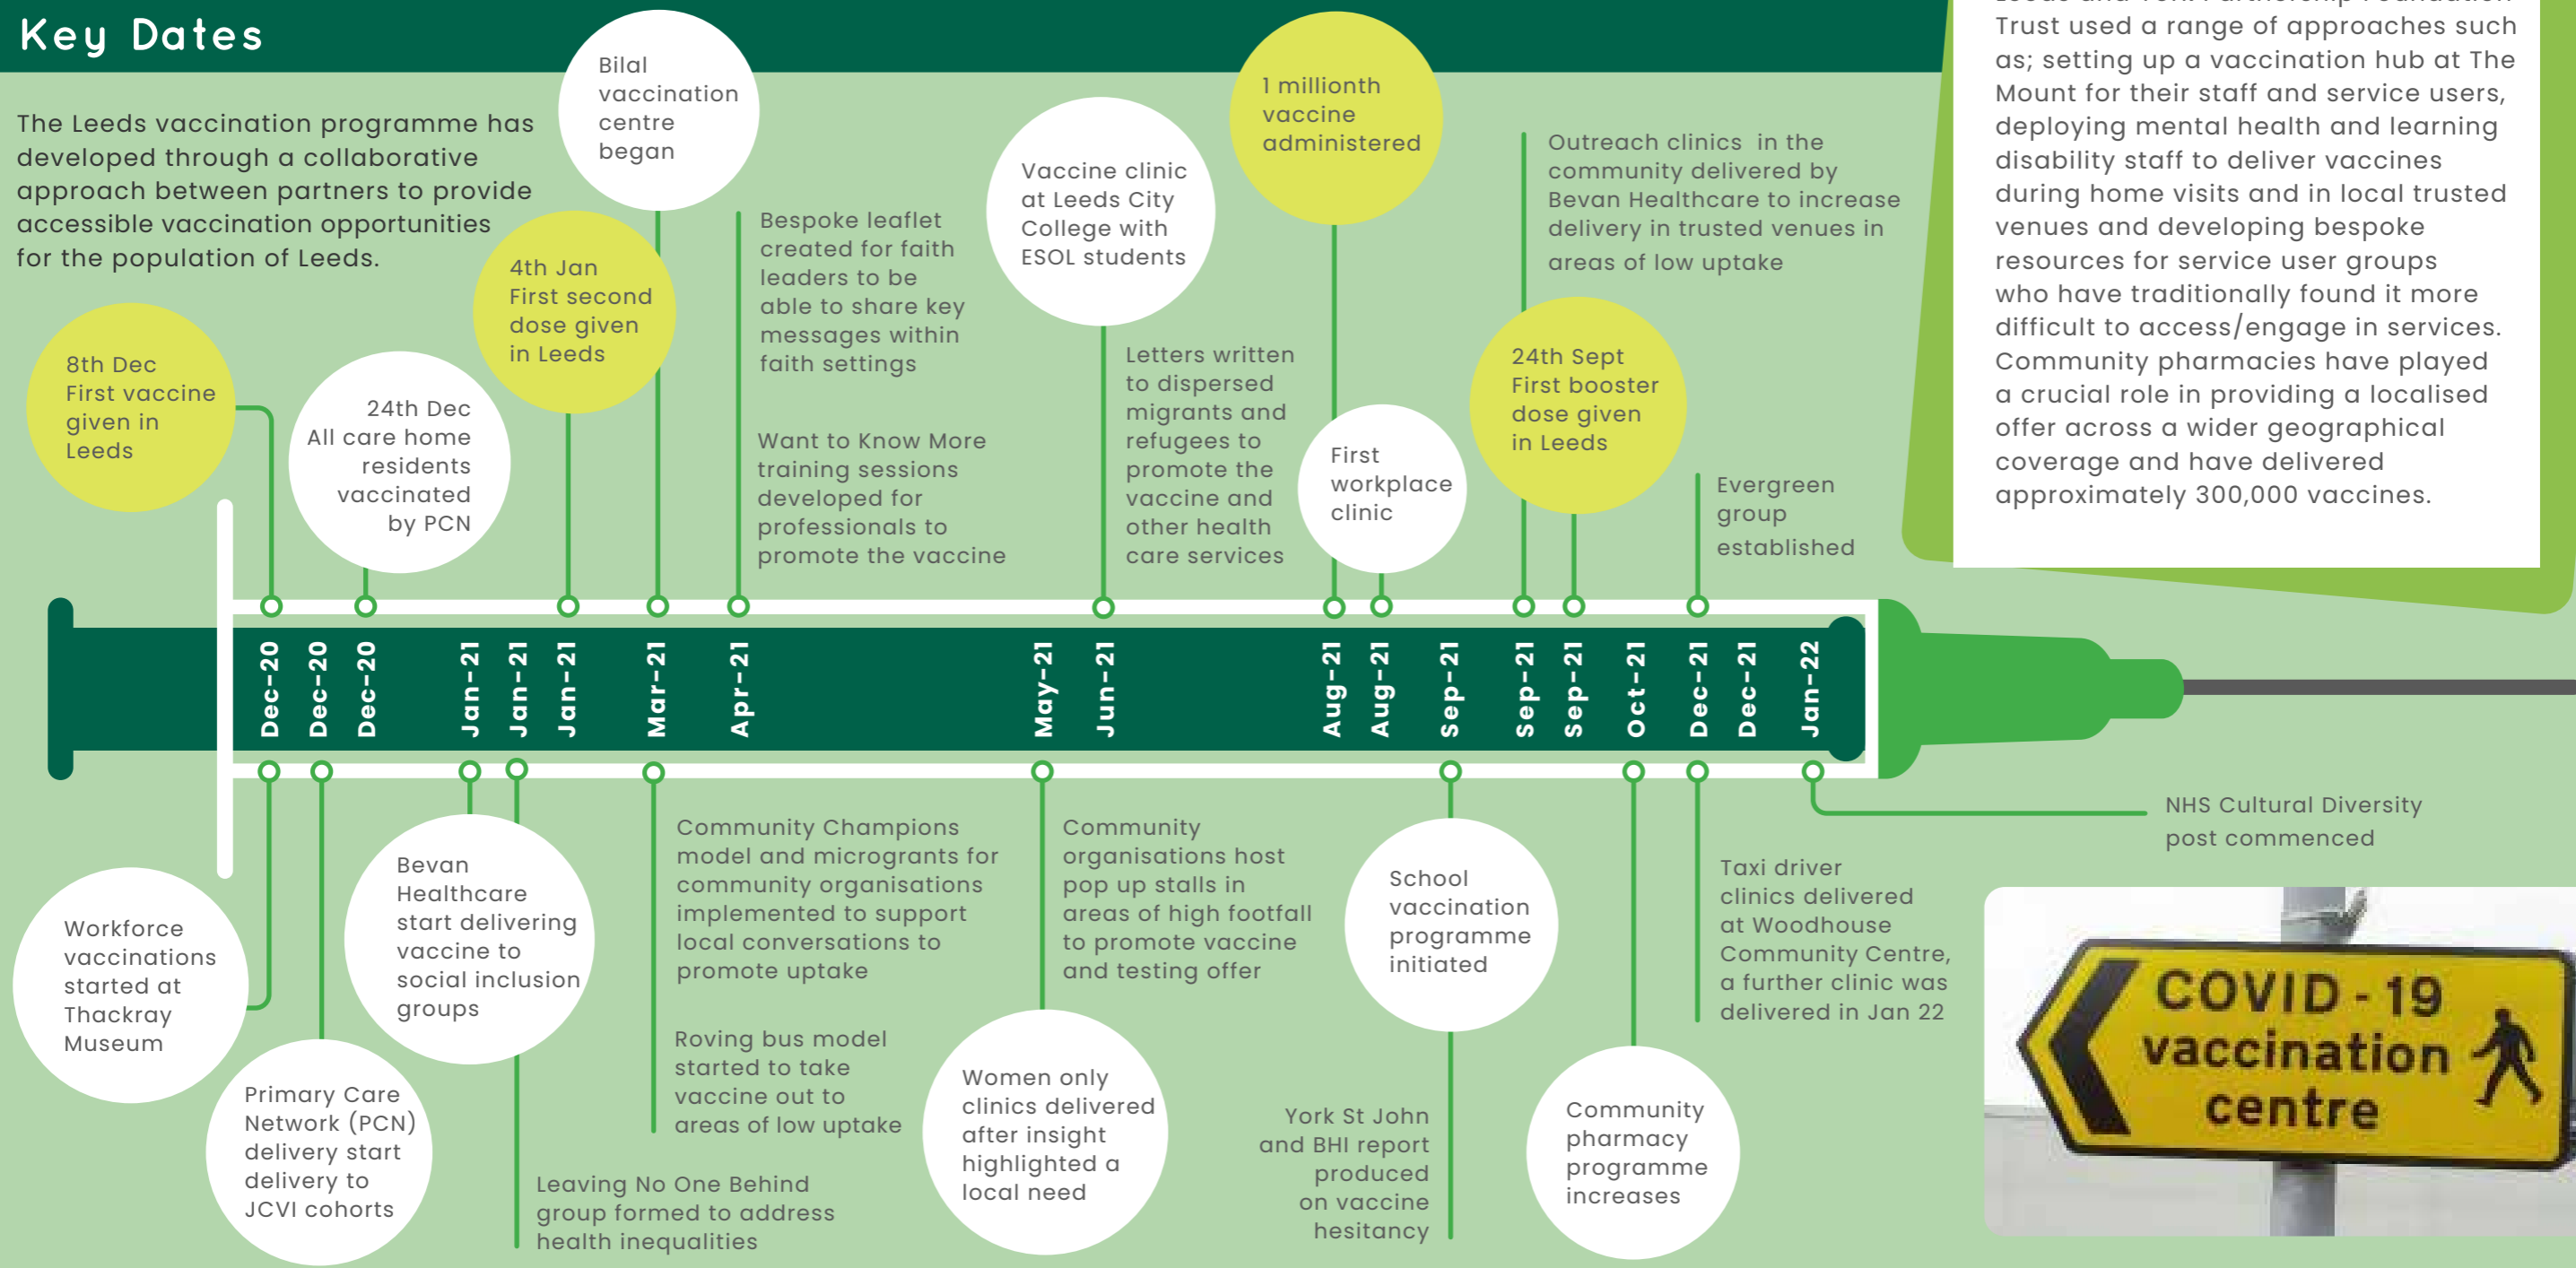 Key Dates
The Leeds vaccination programme has
developed through a collaborative
approach between partners to provide
accessible vaccination opportunities
for the population of Leeds.
8th Dec
First vaccine
given in
Leeds
24th Dec
All care home
residents
vaccinated
by PCN
4th Jan
First second
dose given
in Leeds
Bilal
vaccination
centre
began
Bespoke leaflet
created for faith
leaders to be
able to share key
messages within
faith settings
Want to Know More
training sessions
developed for
professionals to
promote the vaccine
Vaccine clinic
at Leeds City
College with
ESOL students
Letters written
to dispersed
migrants and
refugees to
promote the
vaccine and
other health
care services
1 millionth
vaccine
administered
First
workplace
clinic
Outreach clinics in the
community delivered by
Bevan Healthcare to increase
delivery in trusted venues in
areas of low uptake
24th Sept
First booster
dose given
in Leeds
Evergreen
group
established
Trust used a range of approaches such
as; setting up a vaccination hub at The
Mount for their staff and service users,
deploying mental health and learning
disability staff to deliver vaccines
during home visits and in local trusted
venues and developing bespoke
resources for service user groups
who have traditionally found it more
difficult to access/engage in services.
Community pharmacies have played
a crucial role in providing a localised
offer across a wider geographical
coverage and have delivered
approximately 300,000 vaccines.
Dec-20
Dec-20
Dec-20
Jan-21
Jan-21
Jan-21
Mar-21
Apr-21
May-21
Jun-21
Aug-21
Aug-21
Sep-21
Sep-21
Sep-21
Oct-21
Dec-21
Dec-21
Jan-22
Workforce
vaccinations
started at
Thackray
Museum
Primary Care
Network (PCN)
delivery start
delivery to
JCVI cohorts
Bevan
Healthcare
start delivering
vaccine to
social inclusion
groups
Leaving No One Behind
group formed to address
health inequalities
Community Champions
model and microgrants for
community organisations
implemented to support
local conversations to
promote uptake
Roving bus model
started to take
vaccine out to
areas of low uptake
Community
organisations host
pop up stalls in
areas of high footfall
to promote vaccine
and testing offer
Women only
clinics delivered
after insight
highlighted a
local need
School
vaccination
programme
initiated
York St John
and BHI report
produced
on vaccine
hesitancy
Community
pharmacy
programme
increases
Taxi driver
clinics delivered
at Woodhouse
Community Centre,
a further clinic was
delivered in Jan 22
NHS Cultural Diversity
post commenced
COVID - 19
vaccination
centre